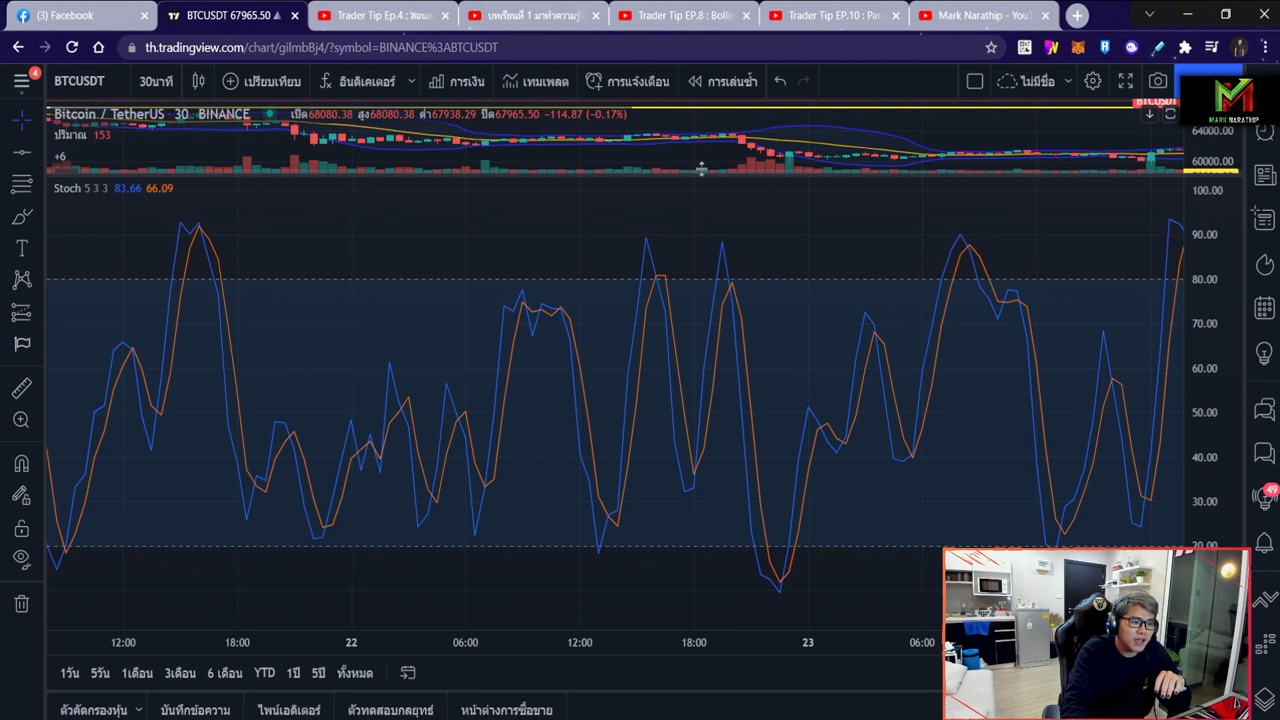 (3) Facebook
BTCUSDT 67965.50
Trader Tip Ep.4 : สอนเ
บทเรียนที่ 1 มาทำความรู้
Trader Tip EP.8 : Bolli
Trader Tip EP.10 : Par
Mark Narathip - YouT
th.tradingview.com/chart/gilmbBj4/?symbol=BINANCE%3ABTCUSDT
4
BTCUSDT
30นาที
เปรียบเทียบ
อินดิเคเตอร์
การเงิน
เทมเพลต
การแจ้งเตือน
การเล่นซ้ำ
ไม่มีชื่อ
MARK NARATHIP
Bitcoin / TetherUS · 30 · BINANCE
เปิด68080.38 สูง68080.38 ต่ำ67938.29 ปิด67965.50 -114.87 (-0.17%)
BTCUSDT
ปริมาณ 153
+6
64000.00
60000.00
Stoch 5 3 3 83.66 66.09
100.00
90.00
80.00
70.00
60.00
50.00
40.00
30.00
20.00
49
12:00
18:00
22
06:00
12:00
18:00
23
06:00
1วัน
5วัน
1เดือน
3เดือน
6 เดือน
YTD
1ปี
5ปี
ทั้งหมด
ตัวคัดกรองหุ้น
บันทึกข้อความ
ไพน์เอดิเตอร์
ตัวทดสอบกลยุทธ์
หน้าต่างการซื้อขาย